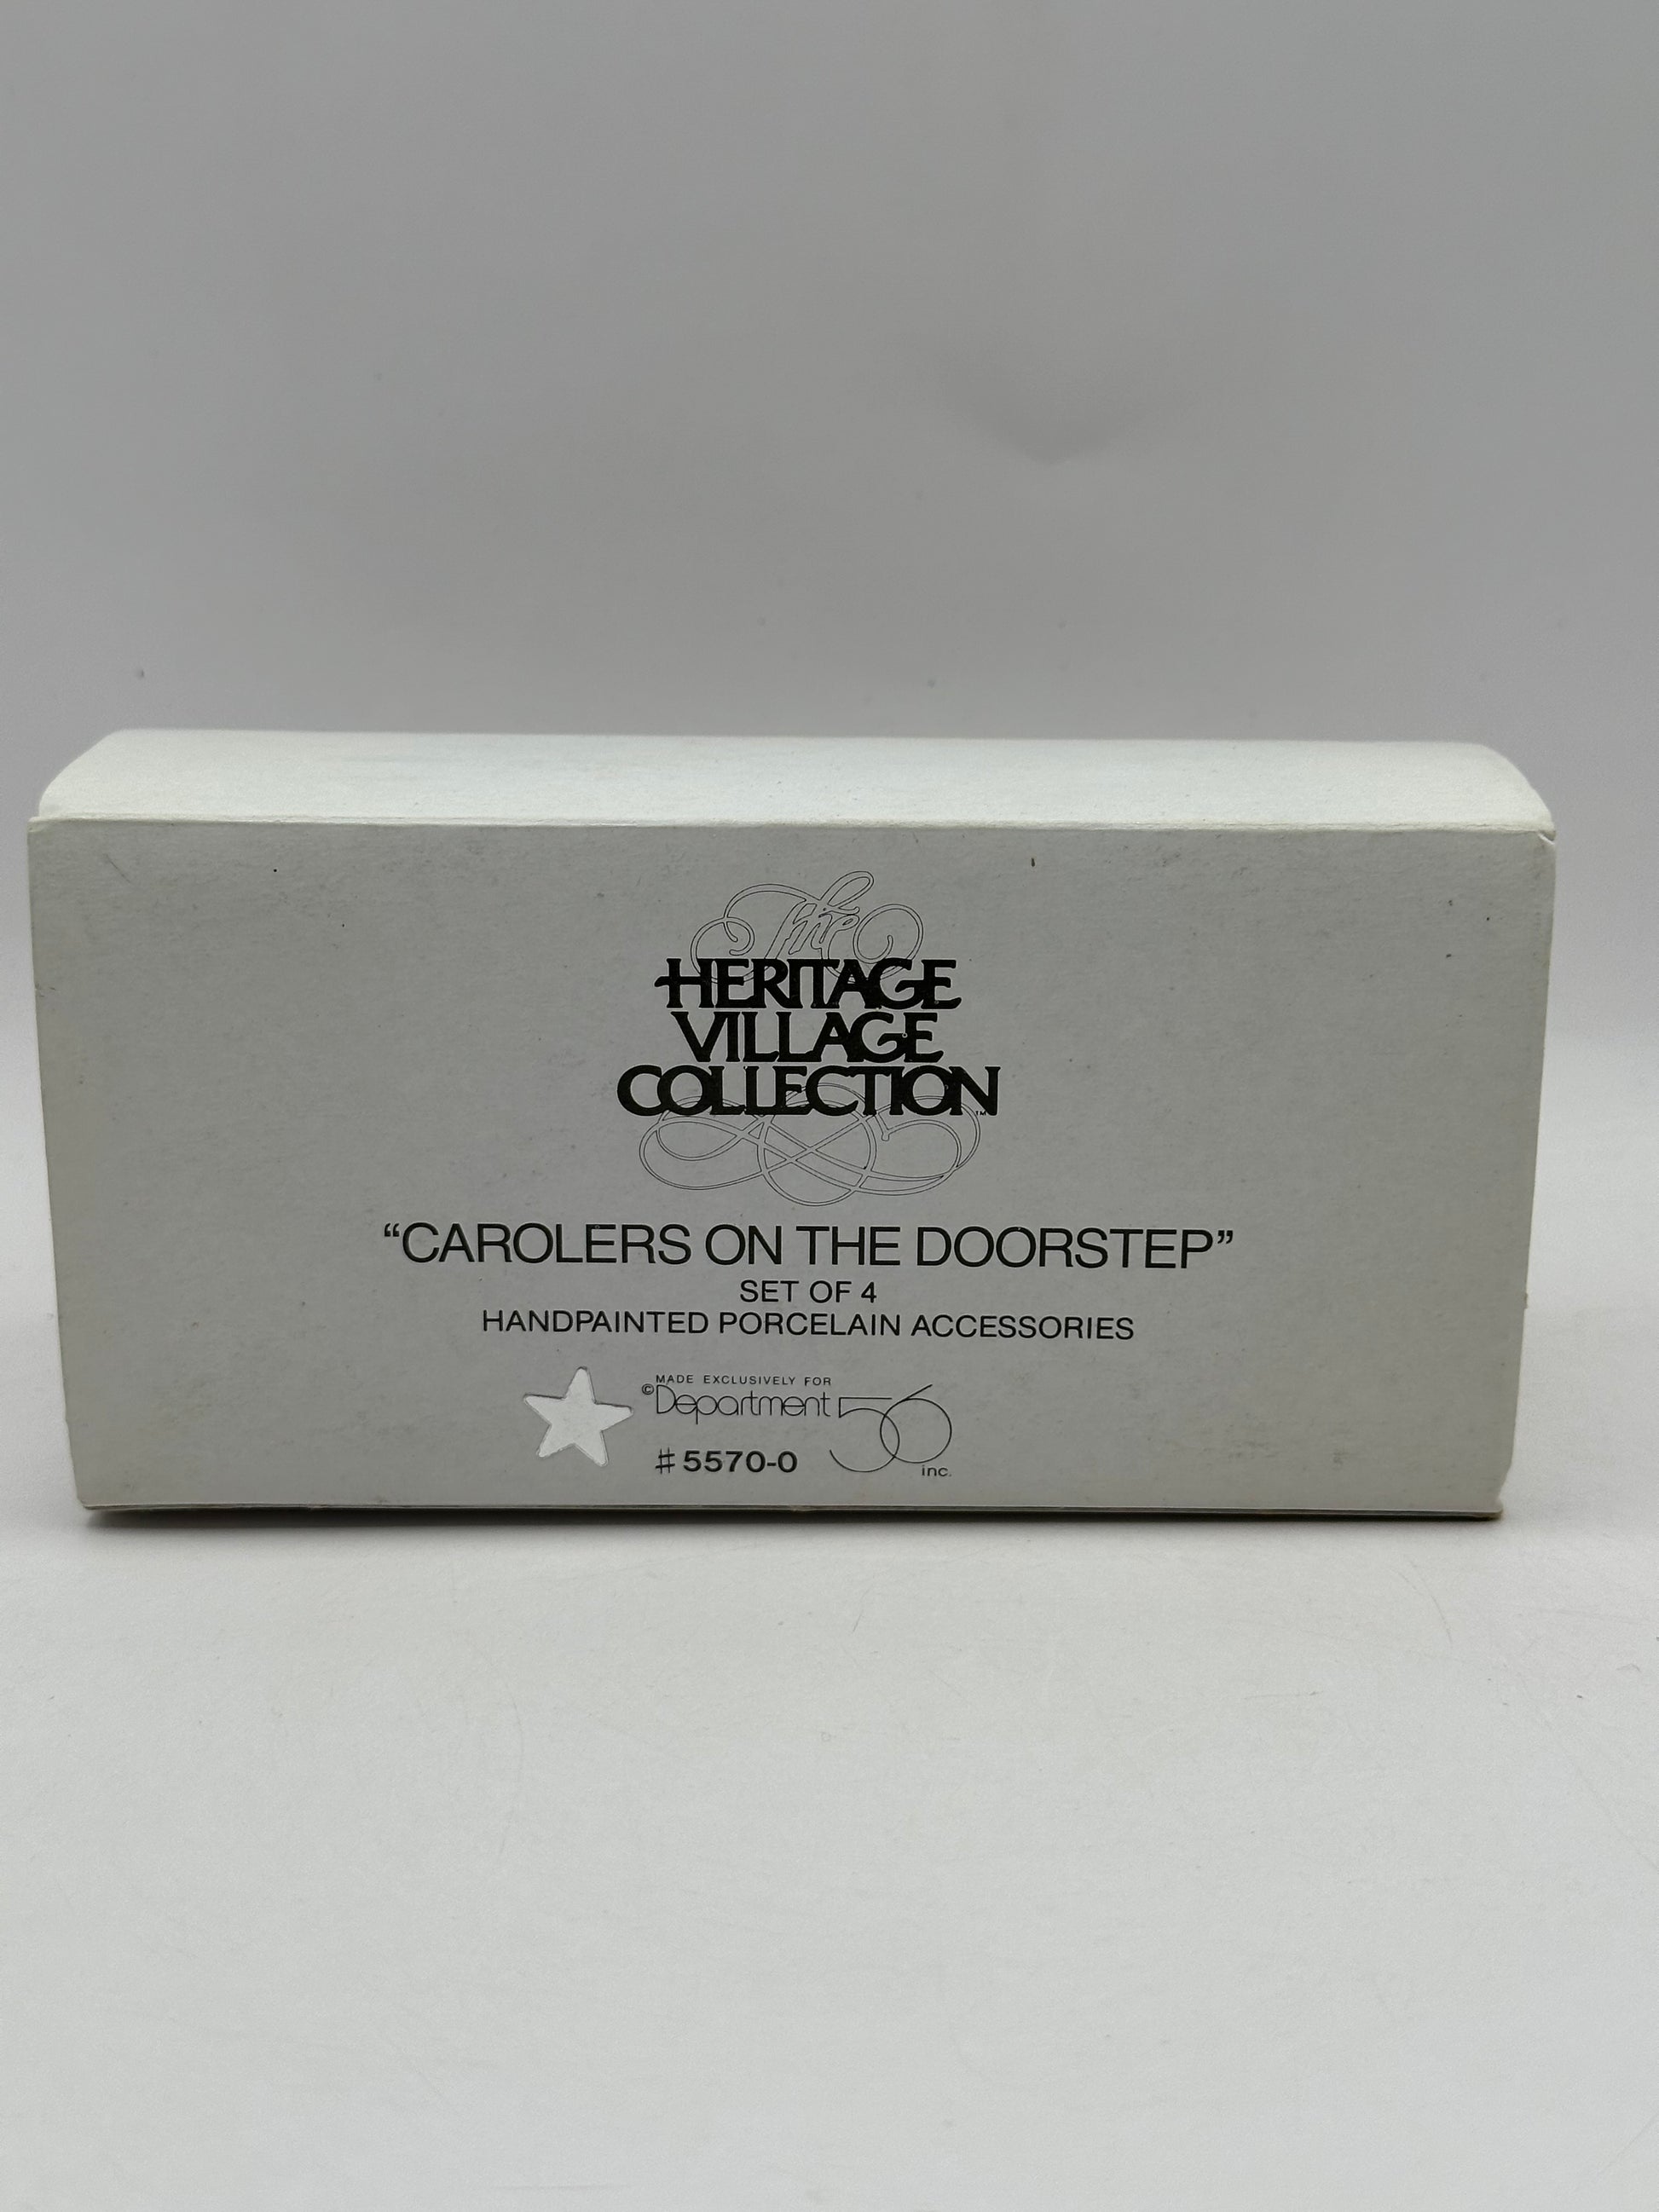 The
HERITAGE
VILLAGE
COLLECTION™
“CAROLERS ON THE DOORSTEP”
SET OF 4
HANDPAINTED PORCELAIN ACCESSORIES
MADE EXCLUSIVELY FOR
©Department 56 inc.
#5570-0